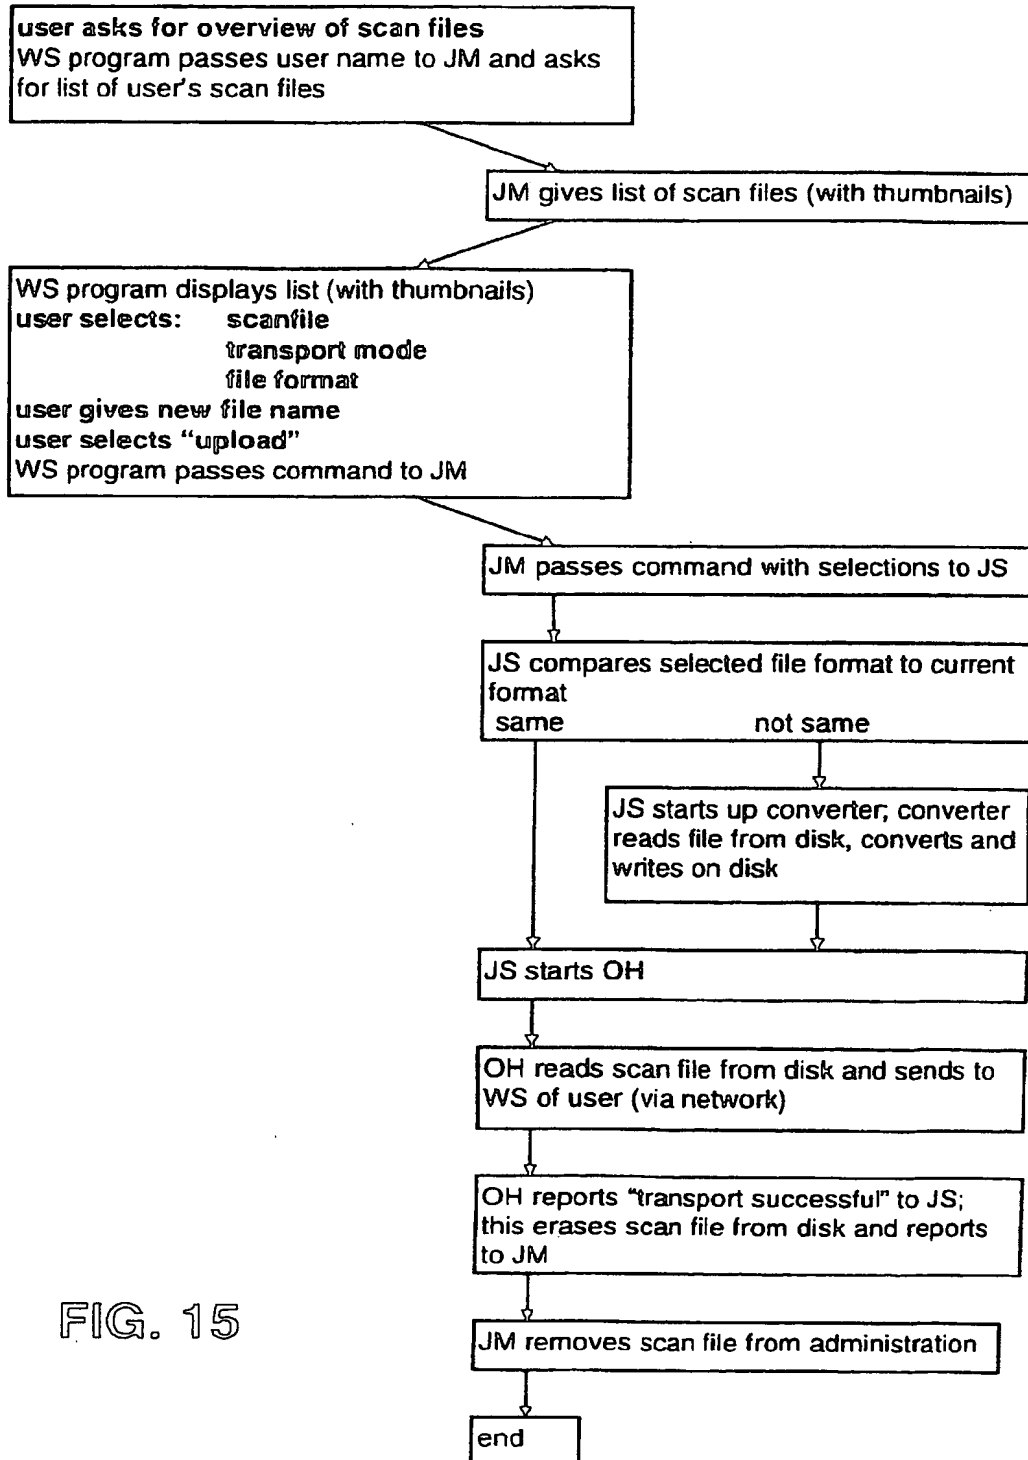 user asks for overview of scan files
WS program passes user name to JM and asks
for list of user's scan files
JM gives list of scan files (with thumbnails)
WS program displays list (with thumbnails)
user selects: scanfile
transport mode
file format
user gives new file name
user selects “upload”
WS program passes command to JM
JM passes command with selections to JS
JS compares selected file format to current
format
same not same
JS starts up converter; converter
reads file from disk, converts and
writes on disk
JS starts OH
OH reads scan file from disk and sends to
WS of user (via network)
OH reports “transport successful” to JS;
this erases scan file from disk and reports
to JM
JM removes scan file from administration
end
FIG. 15